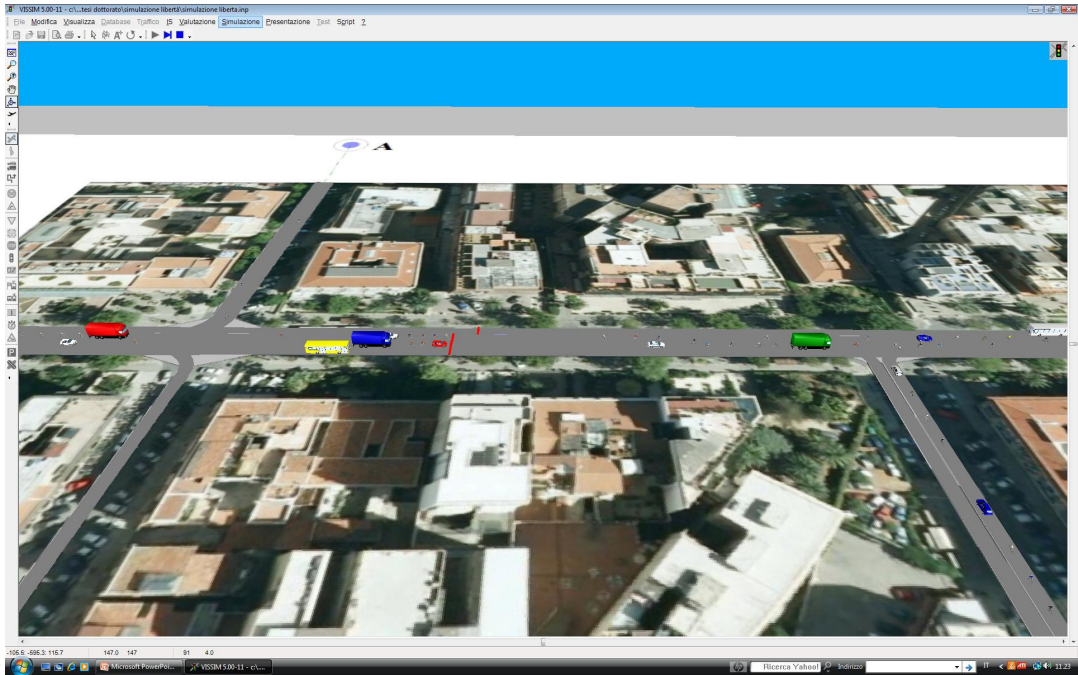 VISSIM 5.00-11 - c:\...tesi dottorato\simulazione libertà\simulazione liberta.inp
File Modifica Visualizza Database Traffico IS Valutazione Simulazione Presentazione Test Script ?
A
-105.6: -595.3: 115.7 147.0 147 91 4.0
Microsoft PowerPoi... VISSIM 5.00-11 - c:\.... Ricerca Yahoo! Indirizzo IT 11.23